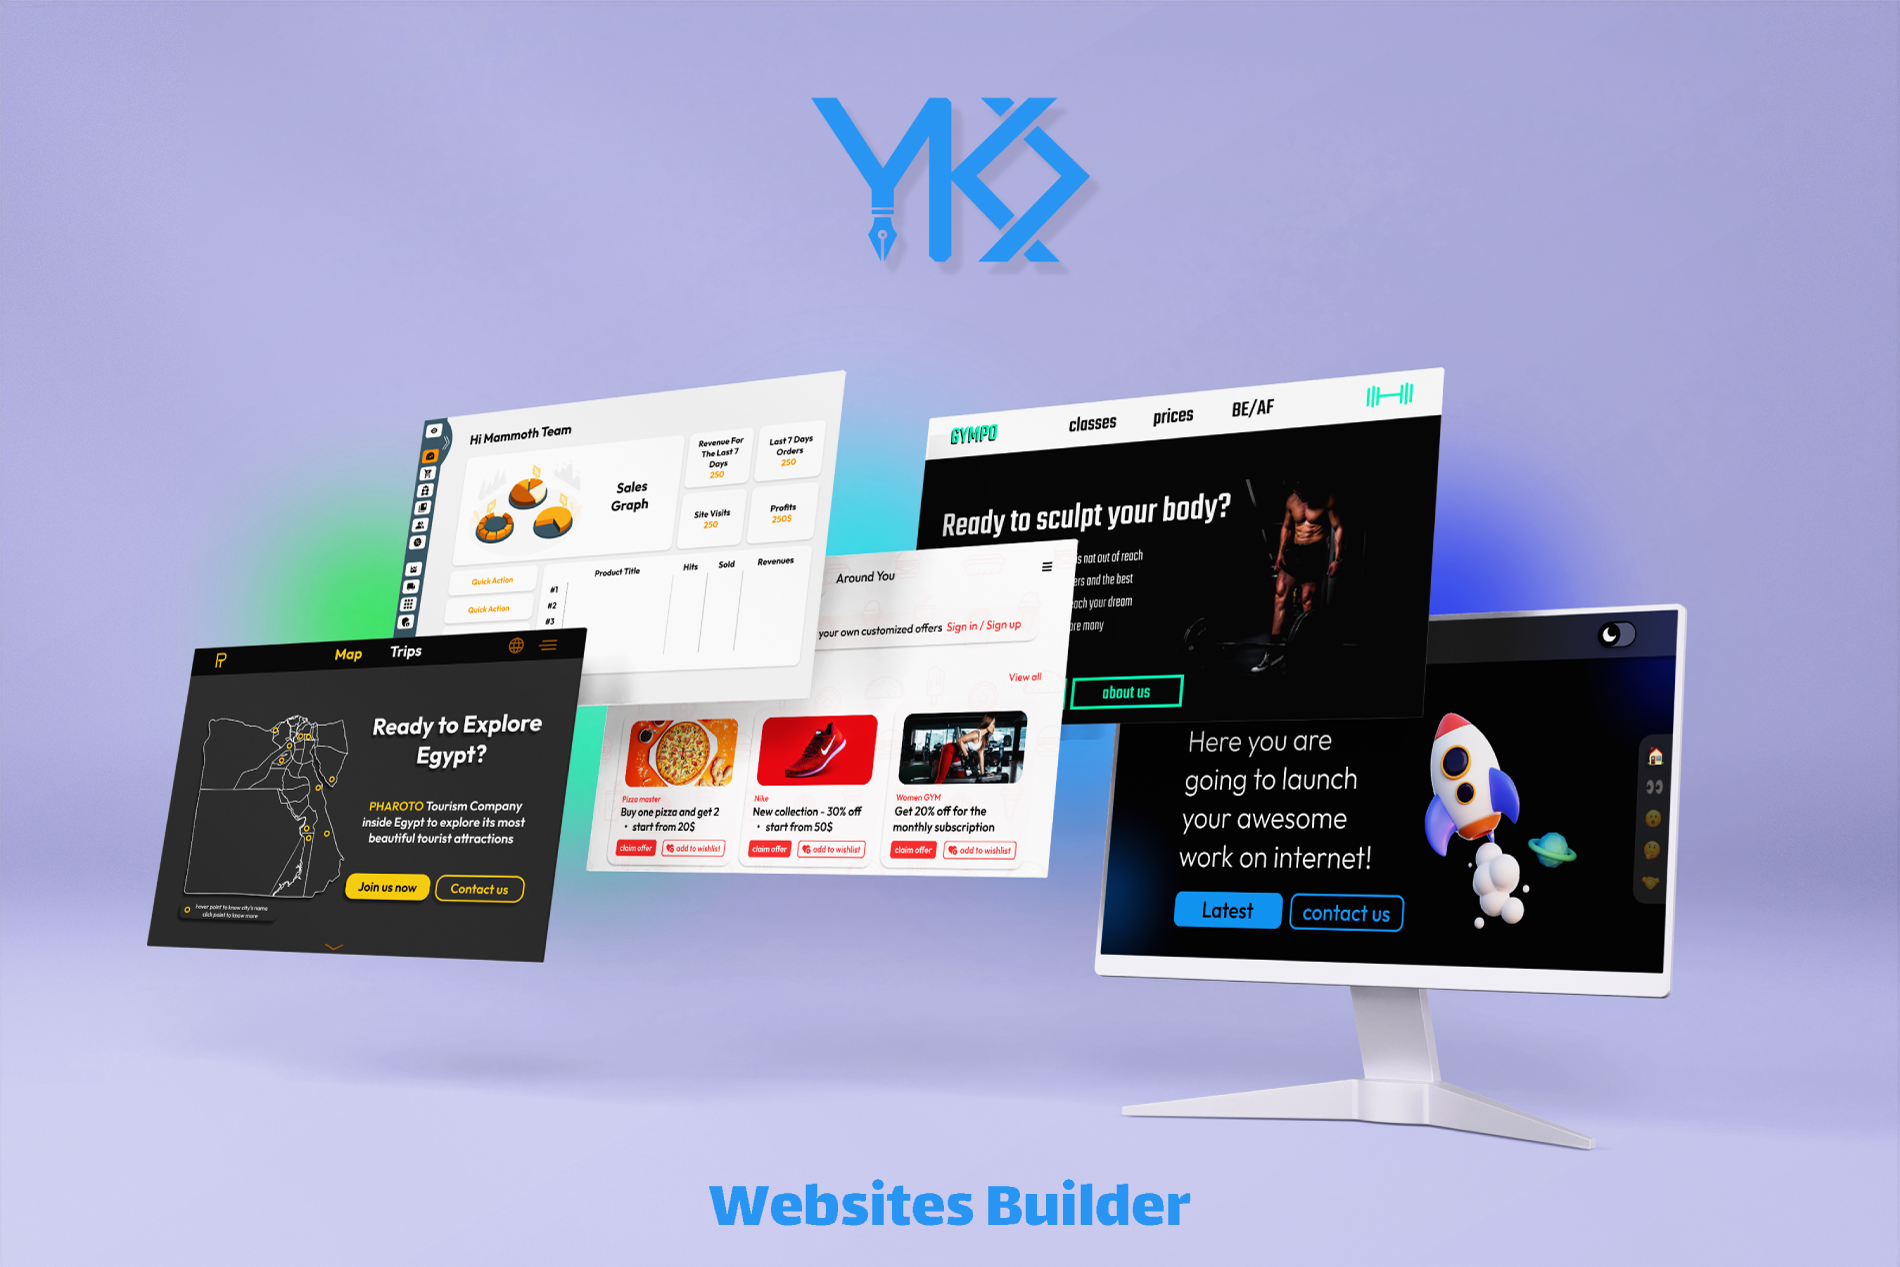 YK
Hi Mammoth Team
Sales
Graph
Revenue For
The Last 7
Days
250
Last 7 Days
Orders
250
Site Visits
250
Profits
250$
Quick Action
Quick Action
Product Title
Hits
Sold
Revenues
#1
#2
#3
GYMPO
classes
prices
BE/AF
Ready to sculpt your body?
s not out of reach
ers and the best
each your dream
are many
about us
Around You
your own customized offers Sign in / Sign up
View all
Pizza master
Buy one pizza and get 2
• start from 20$
claim offer
add to wishlist
Nike
New collection - 30% off
• start from 50$
claim offer
add to wishlist
Women GYM
Get 20% off for the
monthly subscription
claim offer
add to wishlist
Map
Trips
Ready to Explore
Egypt?
PHAROTO Tourism Company
inside Egypt to explore its most
beautiful tourist attractions
Join us now
Contact us
hover point to know city's name
click point to know more
Here you are
going to launch
your awesome
work on internet!
Latest
contact us
Websites Builder